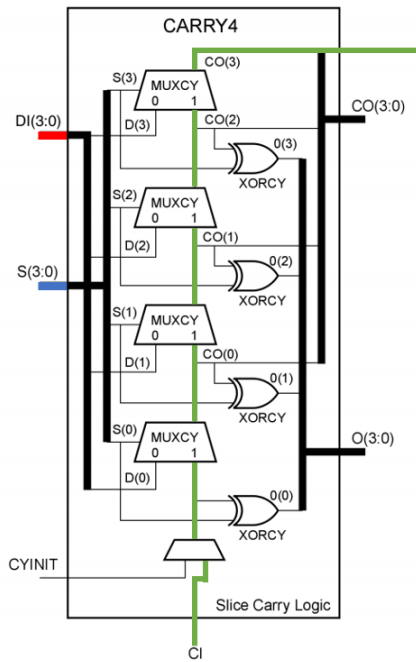 CARRY4
CO(3)
S(3)
MUXCY
0 1
DI(3:0)
D(3)
CO(2)
CO(3:0)
0(3)
XORCY
S(2)
MUXCY
0 1
D(2)
CO(1)
0(2)
S(3:0)
XORCY
S(1)
MUXCY
0 1
D(1)
CO(0)
0(1)
XORCY
S(0)
MUXCY
0 1
O(3:0)
D(0)
0(0)
XORCY
CYINIT
Slice Carry Logic
CI